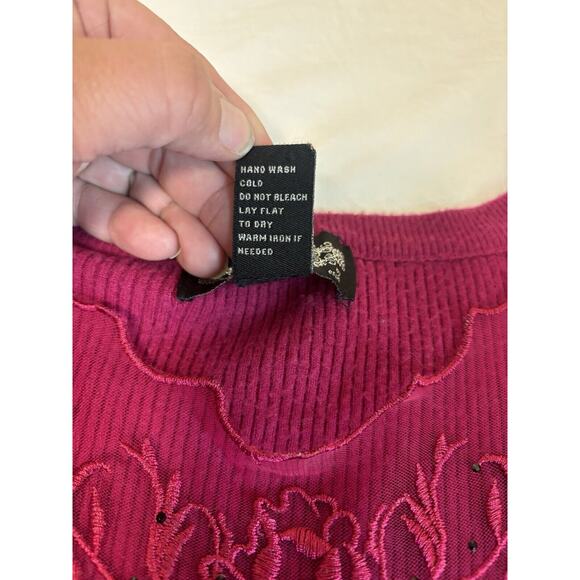 HAND WASH
COLD
DO NOT BLEACH
LAY FLAT
TO DRY
WARM IRON IF
NEEDED